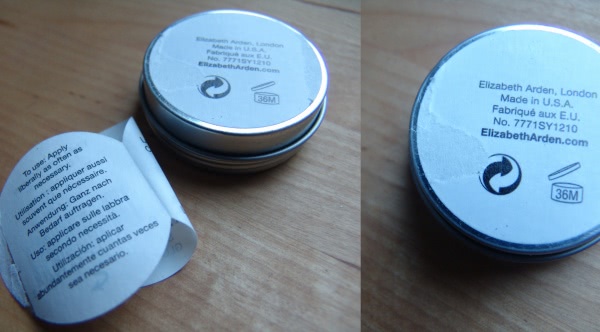 Elizabeth Arden, London
Made in U.S.A.
Fabriqué aux E.U.
No. 7771SY1210
ElizabethArden.com
36M
To use: Apply
liberally as often as
necessary.
Utilisation : appliquer aussi
souvent que nécessaire.
Anwendung: Ganz nach
Bedarf auftragen.
Uso: applicare sulle labbra
secondo necessità.
Utilización: aplicar
abundantemente cuantas veces
sea necesario.
Elizabeth Arden, London
Made in U.S.A.
Fabriqué aux E.U.
No. 7771SY1210
ElizabethArden.com
36M